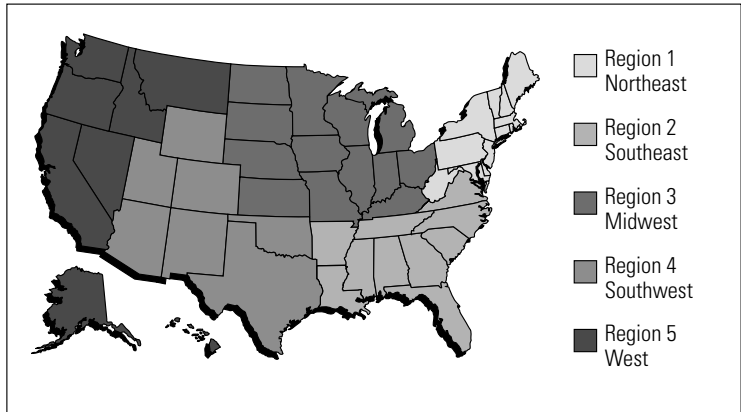 Region 1
Northeast
Region 2
Southeast
Region 3
Midwest
Region 4
Southwest
Region 5
West